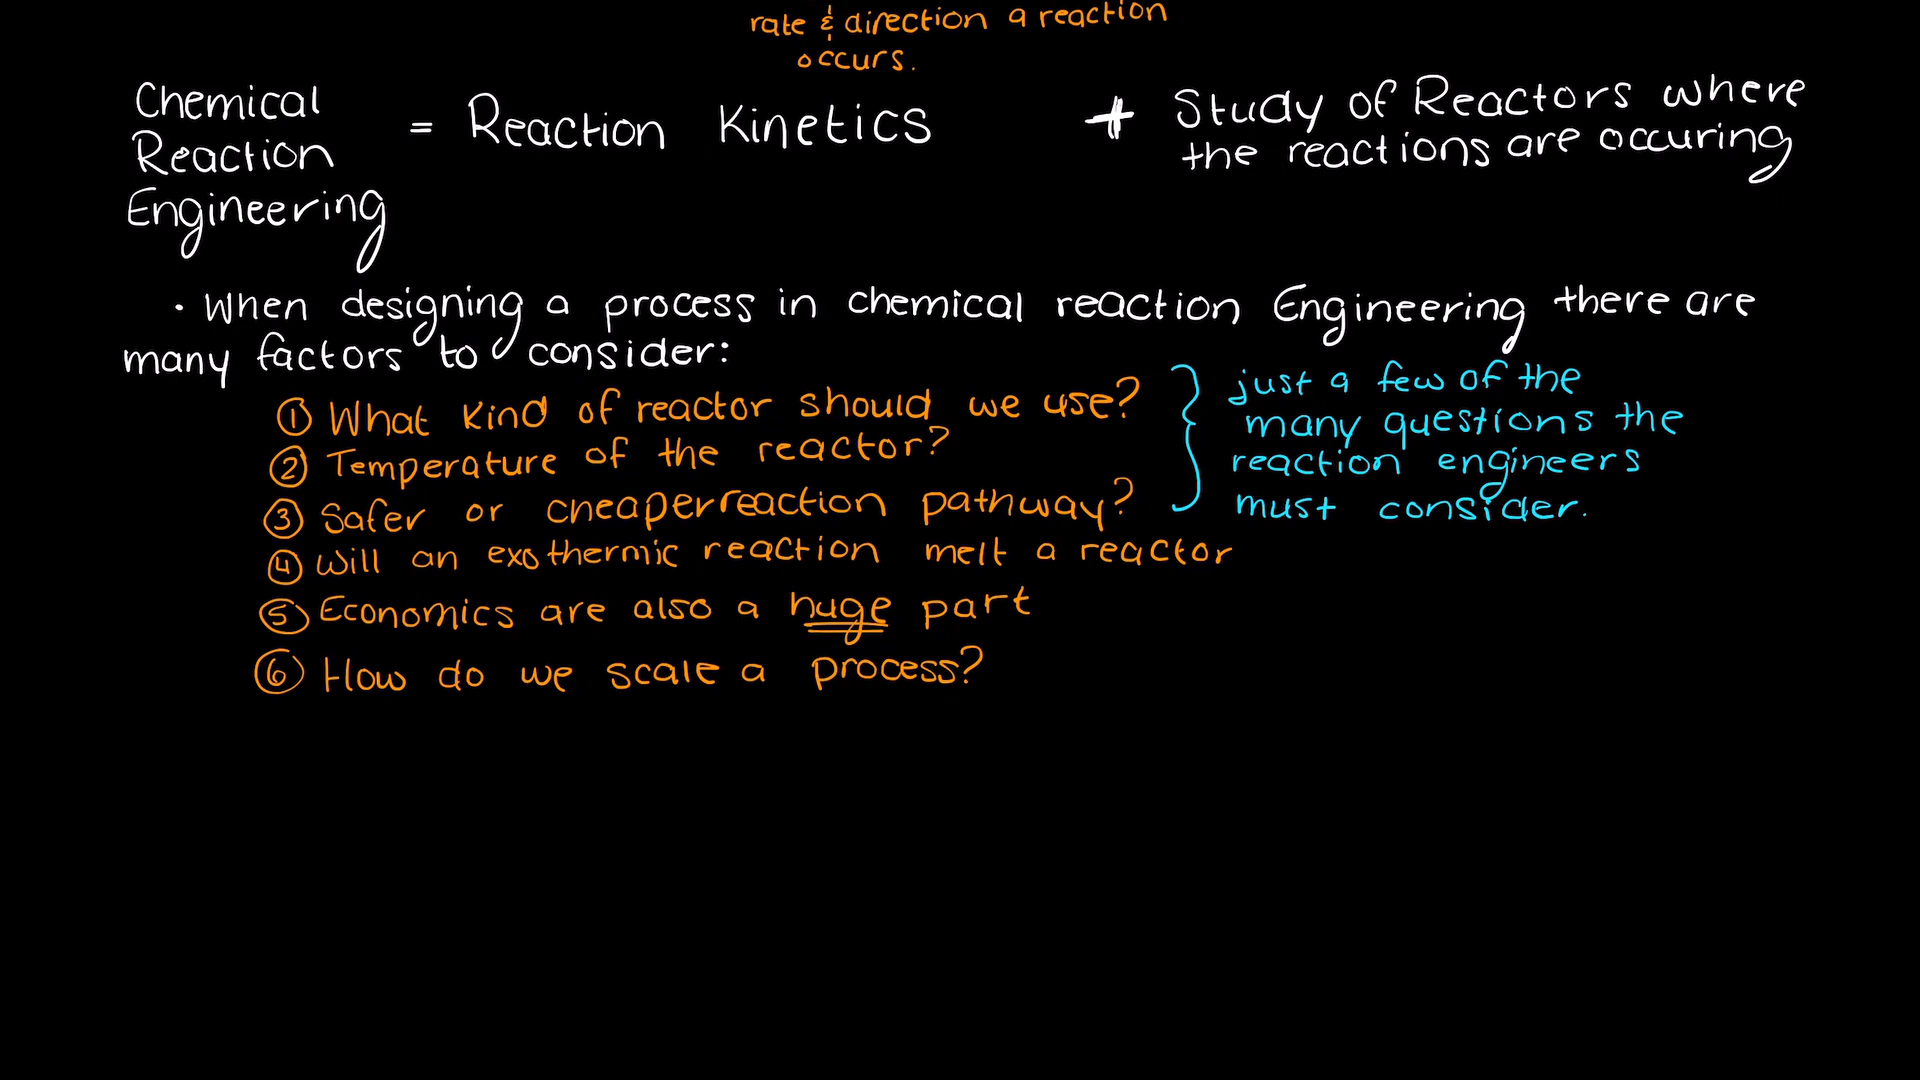 rate & direction a reaction
occurs.
Chemical
Reaction
Engineering
= Reaction Kinetics
+ Study of Reactors where
the reactions are occuring
• When designing a process in chemical reaction Engineering there are
many factors to consider:
① What kind of reactor should we use?
② Temperature of the reactor?
③ Safer or cheaper reaction pathway?
④ Will an exothermic reaction melt a reactor
⑤ Economics are also a huge part
⑥ How do we scale a process?
just a few of the
many questions the
reaction engineers
must consider.